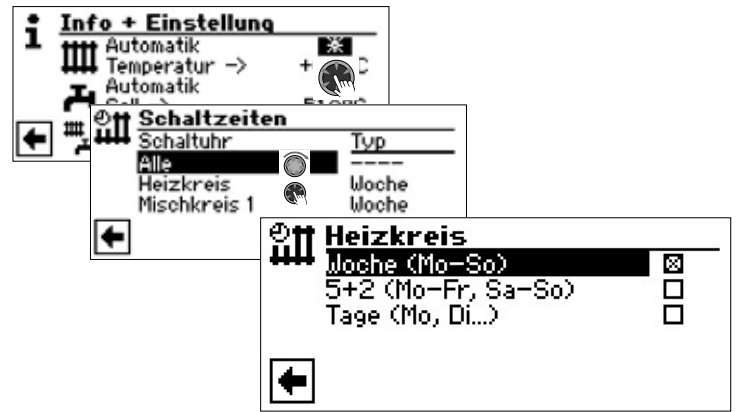 i Info + Einstellung
Automatik
Temperatur ->
Automatik
Schaltzeiten
Schaltuhr Typ
Alle ----
Heizkreis Woche
Mischkreis 1 Woche
Heizkreis
Woche (Mo-So)
5+2 (Mo-Fr, Sa-So)
Tage (Mo, Di...)